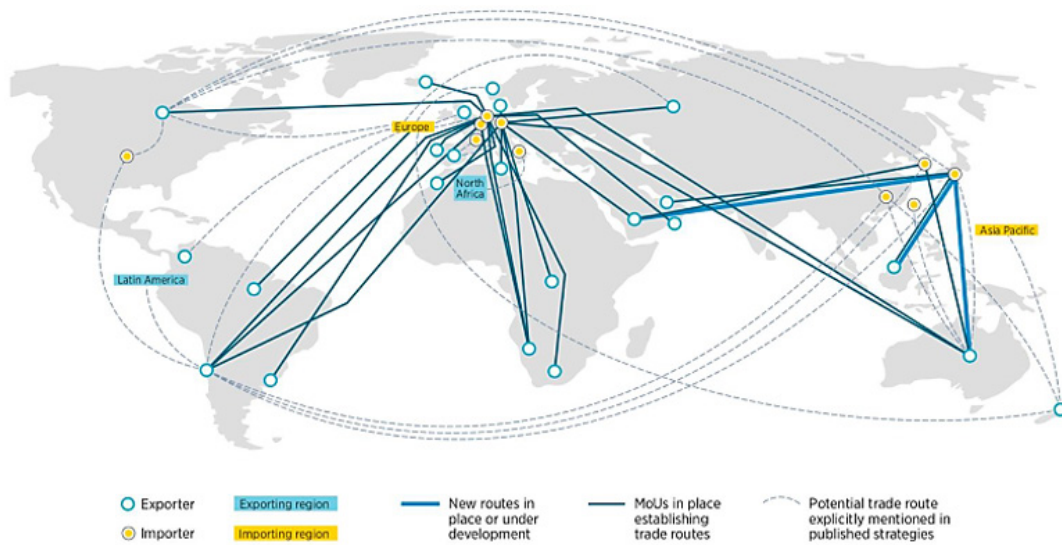 Europe
North
Africa
Asia Pacific
Latin America
Exporter
Exporting region
New routes in
place or under
development
MoUs in place
establishing
trade routes
Potential trade route
explicitly mentioned in
published strategies
Importer
Importing region